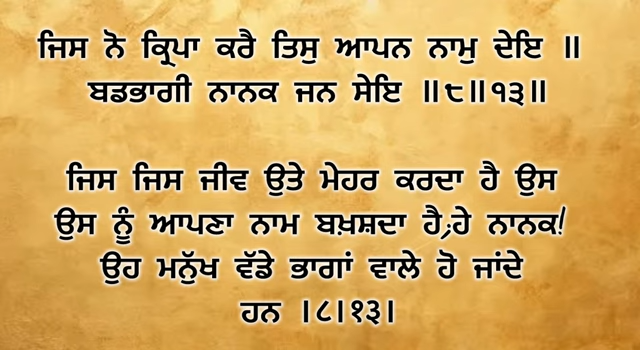 ਜਿਸ ਨੋ ਕ੍ਰਿਪਾ ਕਰੈ ਤਿਸੁ ਆਪਨ ਨਾਮੁ ਦੇਇ ॥
ਬਡਭਾਗੀ ਨਾਨਕ ਜਨ ਸੇਇ ॥੮॥੧੩॥
ਜਿਸ ਜਿਸ ਜੀਵ ਉਤੇ ਮੇਹਰ ਕਰਦਾ ਹੈ ਉਸ
ਉਸ ਨੂੰ ਆਪਣਾ ਨਾਮ ਬਖ਼ਸ਼ਦਾ ਹੈ;ਹੇ ਨਾਨਕ!
ਉਹ ਮਨੁੱਖ ਵੱਡੇ ਭਾਗਾਂ ਵਾਲੇ ਹੋ ਜਾਂਦੇ
ਹਨ ।੮।੧੩।